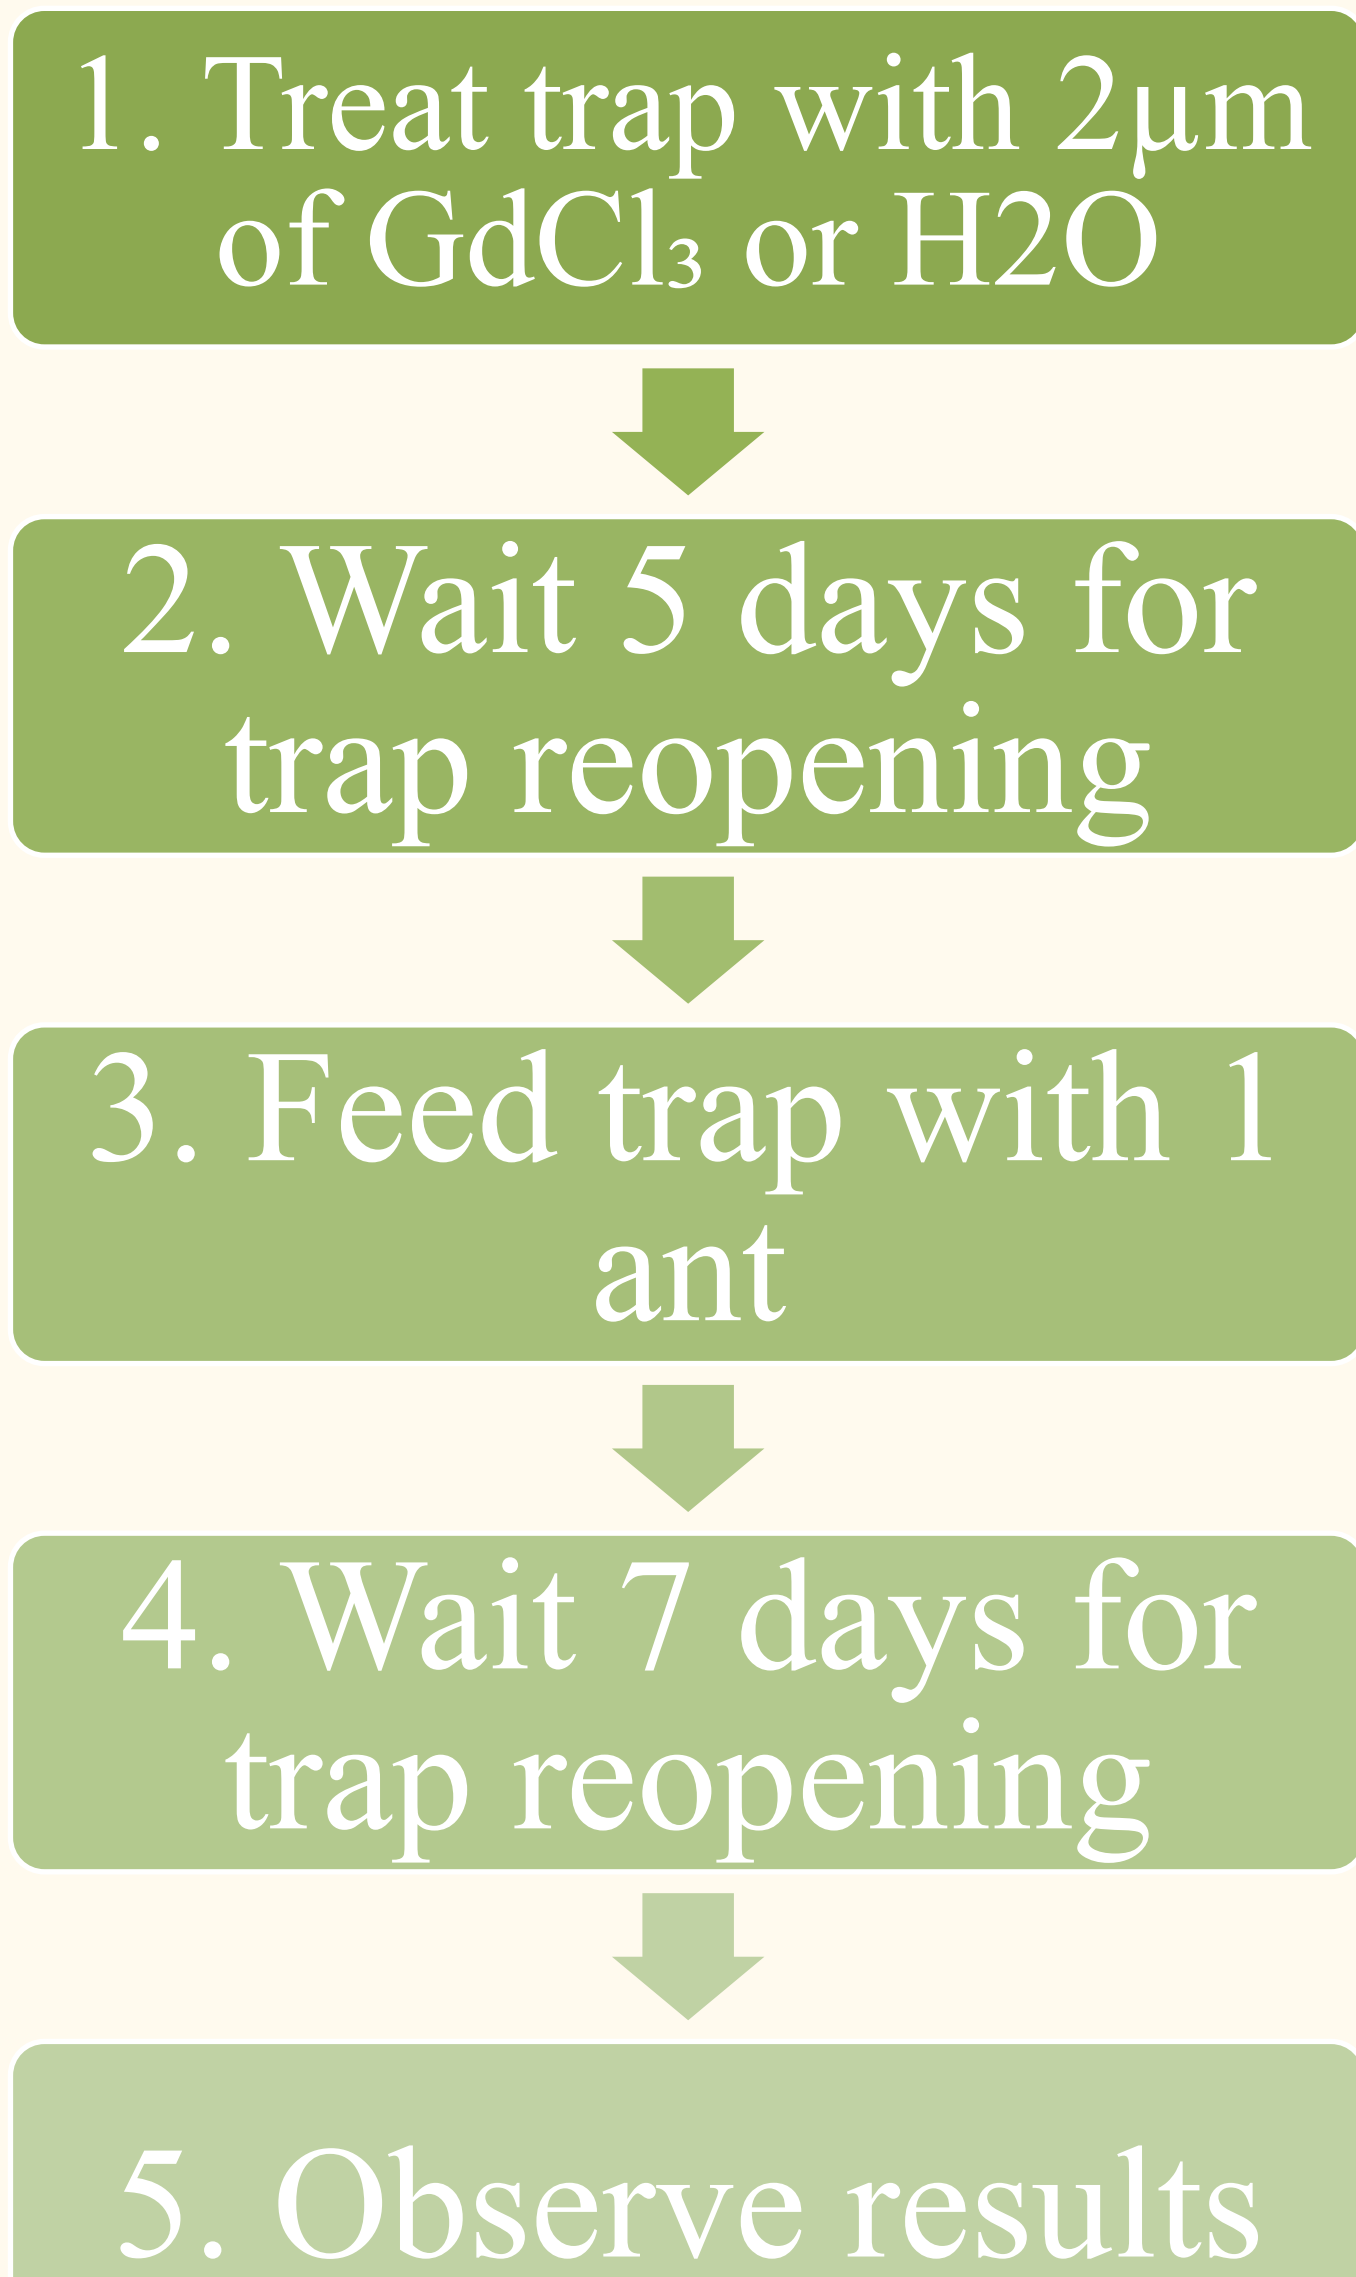 1. Treat trap with 2µm
of GdCl₃ or H2O
2. Wait 5 days for
trap reopening
3. Feed trap with 1
ant
4. Wait 7 days for
trap reopening
5. Observe results